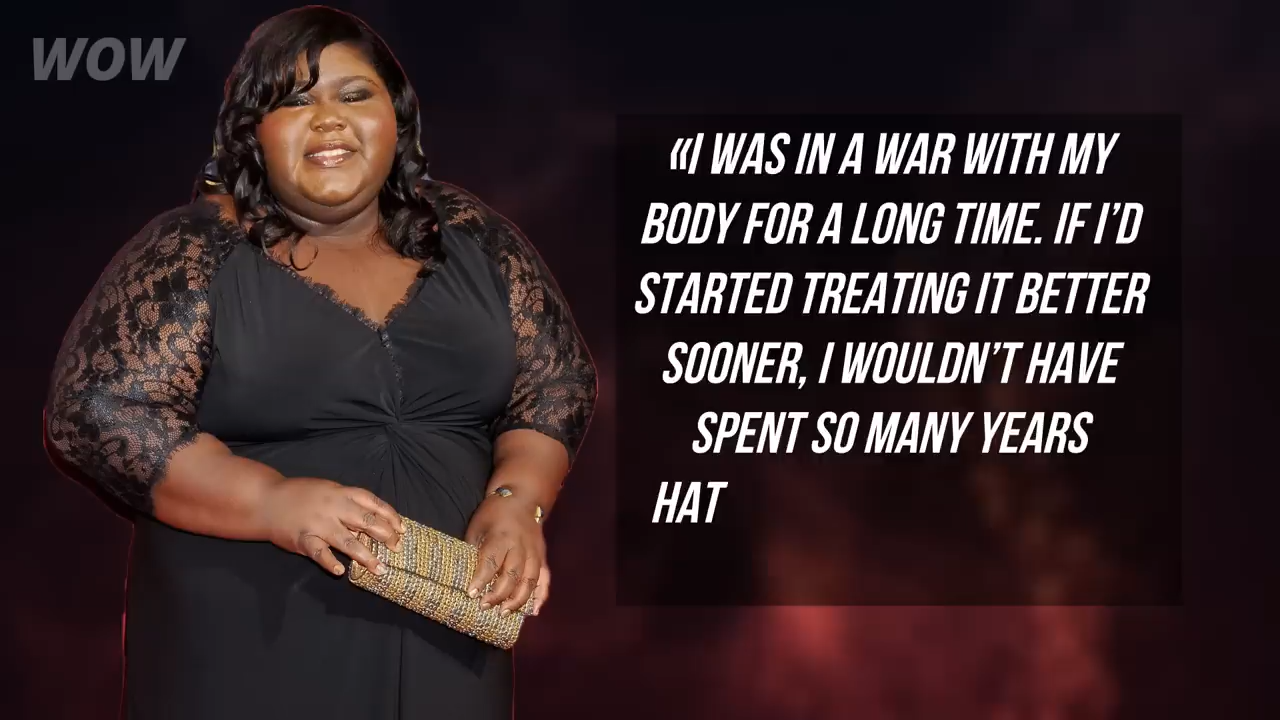 WOW
«I WAS IN A WAR WITH MY
BODY FOR A LONG TIME. IF I'D
STARTED TREATING IT BETTER
SOONER, I WOULDN'T HAVE
SPENT SO MANY YEARS
HAT